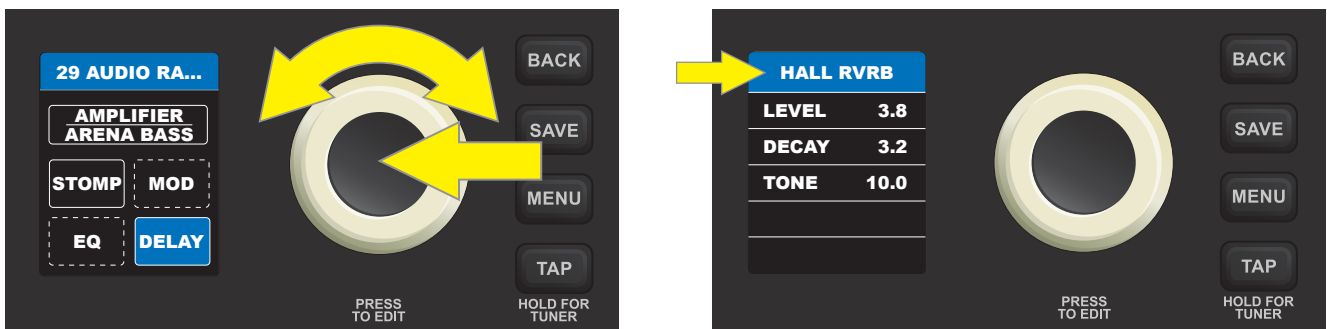 29 AUDIO RA...
AMPLIFIER
ARENA BASS
STOMP MOD
EQ DELAY
BACK
SAVE
MENU
TAP
PRESS
TO EDIT
HOLD FOR
TUNER
HALL RVRB
LEVEL 3.8
DECAY 3.2
TONE 10.0
BACK
SAVE
MENU
TAP
PRESS
TO EDIT
HOLD FOR
TUNER